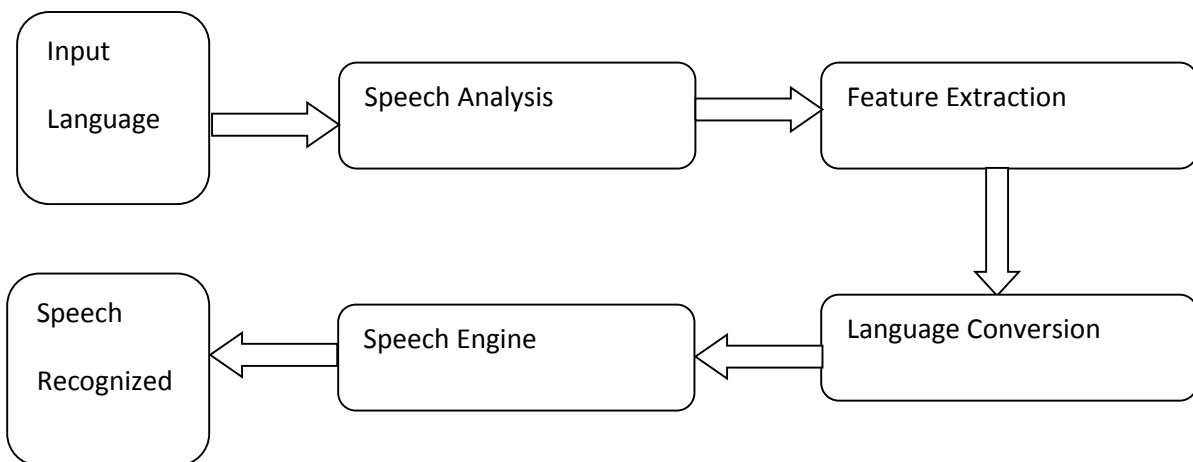 Input
Language
Speech Analysis
Feature Extraction
Language Conversion
Speech Engine
Speech
Recognized